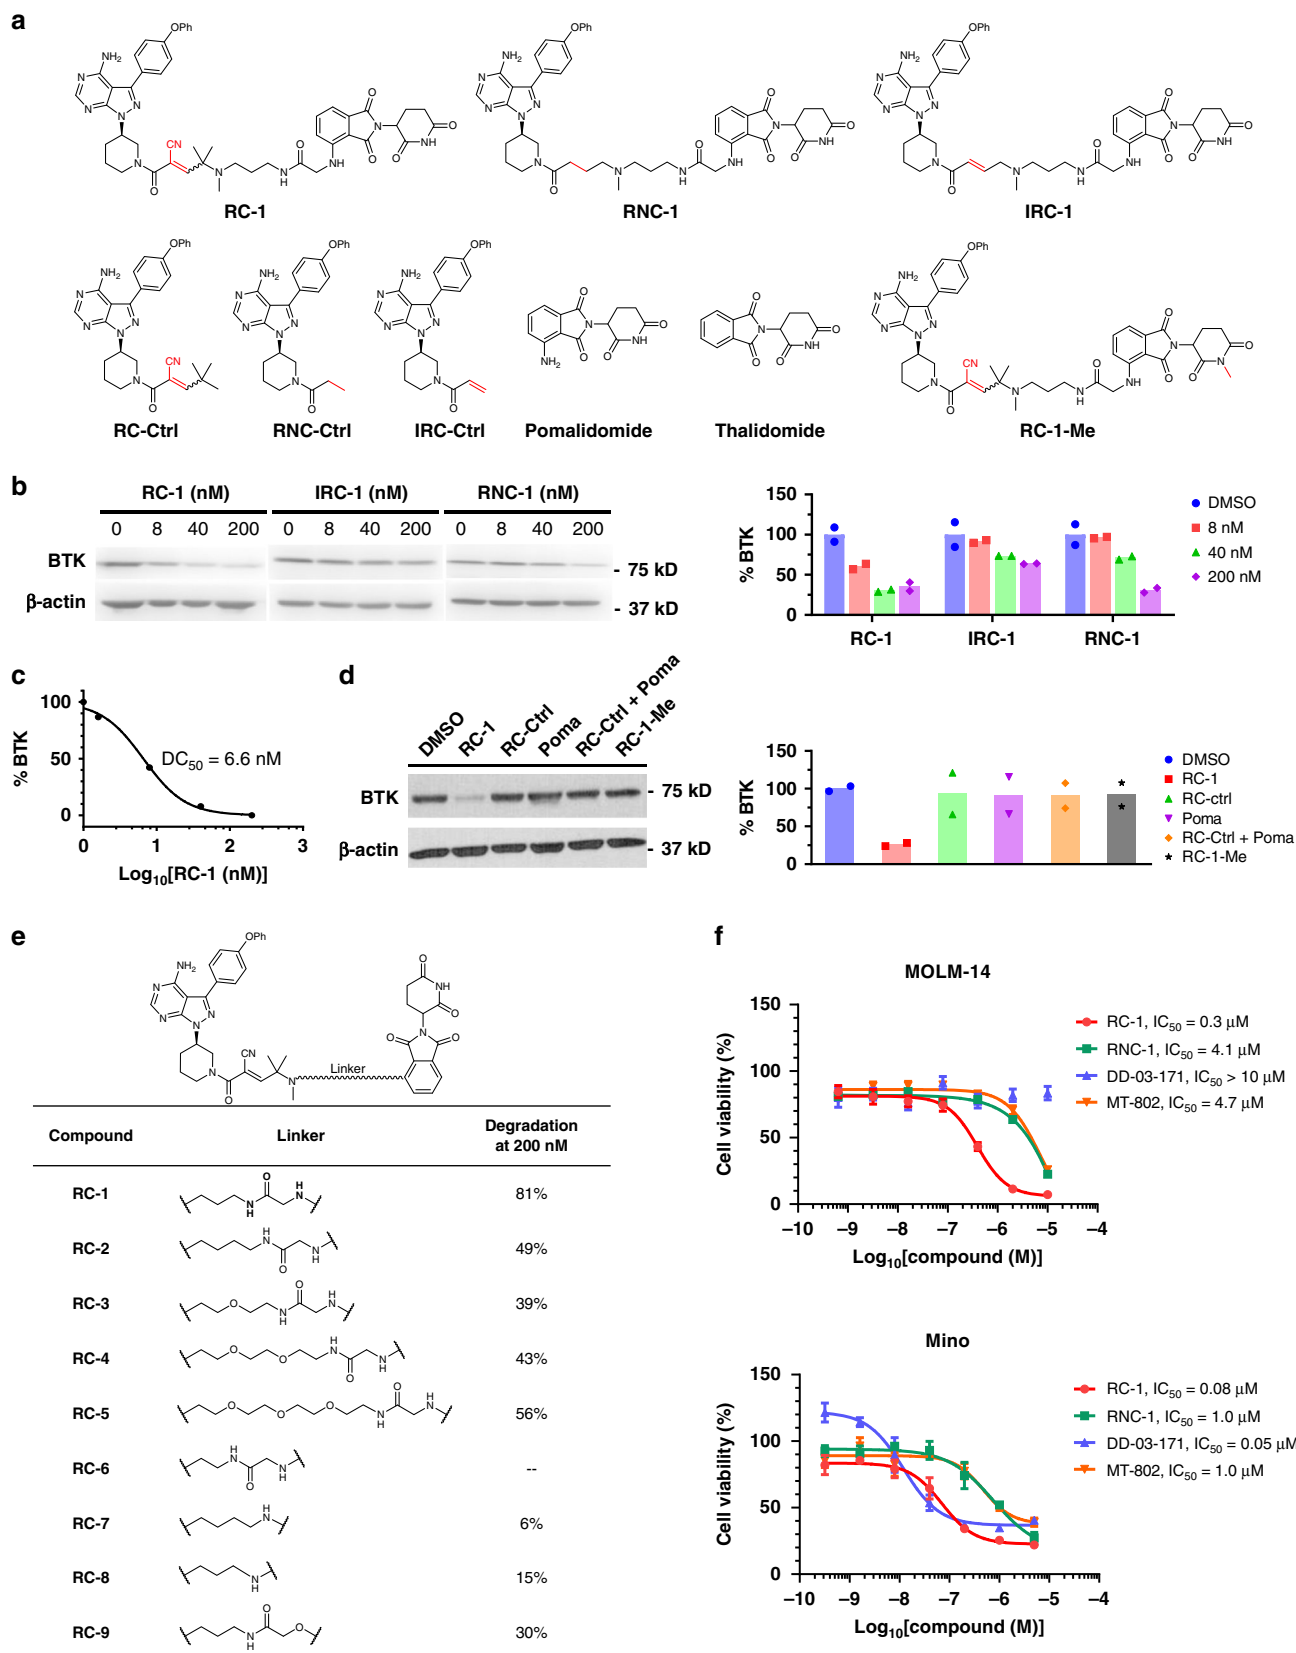 a
RC-1
RNC-1
IRC-1
RC-Ctrl
RNC-Ctrl
IRC-Ctrl
Pomalidomide
Thalidomide
RC-1-Me
OPh
NH2
N
CN
O
NH
H
b
RC-1 (nM) IRC-1 (nM) RNC-1 (nM)
0 8 40 200 0 8 40 200 0 8 40 200
BTK
- 75 kD
β-actin
- 37 kD
% BTK
150
100
50
0
RC-1 IRC-1 RNC-1
DMSO
8 nM
40 nM
200 nM
c
% BTK
100
50
0
DC50 = 6.6 nM
0 1 2 3
Log10[RC-1 (nM)]
d
DMSO
RC-1
RC-Ctrl
Poma
RC-Ctrl + Poma
RC-1-Me
BTK
- 75 kD
β-actin
- 37 kD
% BTK
150
100
50
0
DMSO
RC-1
RC-ctrl
Poma
RC-Ctrl + Poma
RC-1-Me
e
OPh
NH2
N
CN
O
NH
Linker
Compound Linker Degradation
at 200 nM
RC-1 81%
RC-2 49%
RC-3 39%
RC-4 43%
RC-5 56%
RC-6 --
RC-7 6%
RC-8 15%
RC-9 30%
f
MOLM-14
Cell viability (%)
150
100
50
0
–10 –9 –8 –7 –6 –5 –4
Log10[compound (M)]
RC-1, IC50 = 0.3 μM
RNC-1, IC50 = 4.1 μM
DD-03-171, IC50 > 10 μM
MT-802, IC50 = 4.7 μM
Mino
Cell viability (%)
150
100
50
0
–10 –9 –8 –7 –6 –5 –4
Log10[compound (M)]
RC-1, IC50 = 0.08 μM
RNC-1, IC50 = 1.0 μM
DD-03-171, IC50 = 0.05 μM
MT-802, IC50 = 1.0 μM